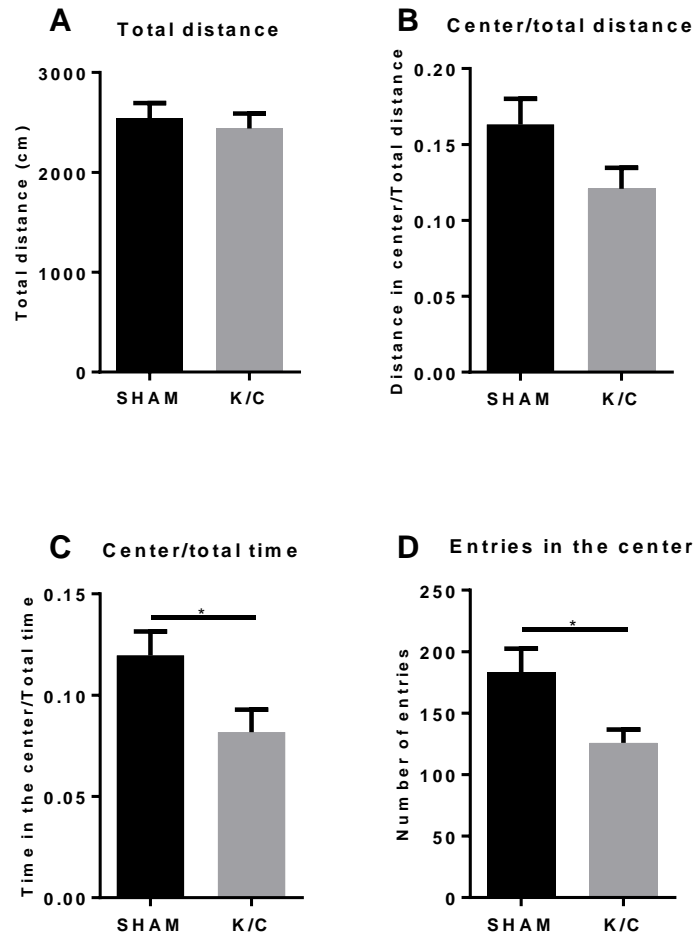 A Total distance
Total distance (cm)
3000
2000
1000
0
SHAM K/C
B Center/total distance
Distance in center/Total distance
0.20
0.15
0.10
0.05
0.00
SHAM K/C
C Center/total time
Time in the center/Total time
0.15
0.10
0.05
0.00
*
SHAM K/C
D Entries in the center
Number of entries
250
200
150
100
50
0
*
SHAM K/C